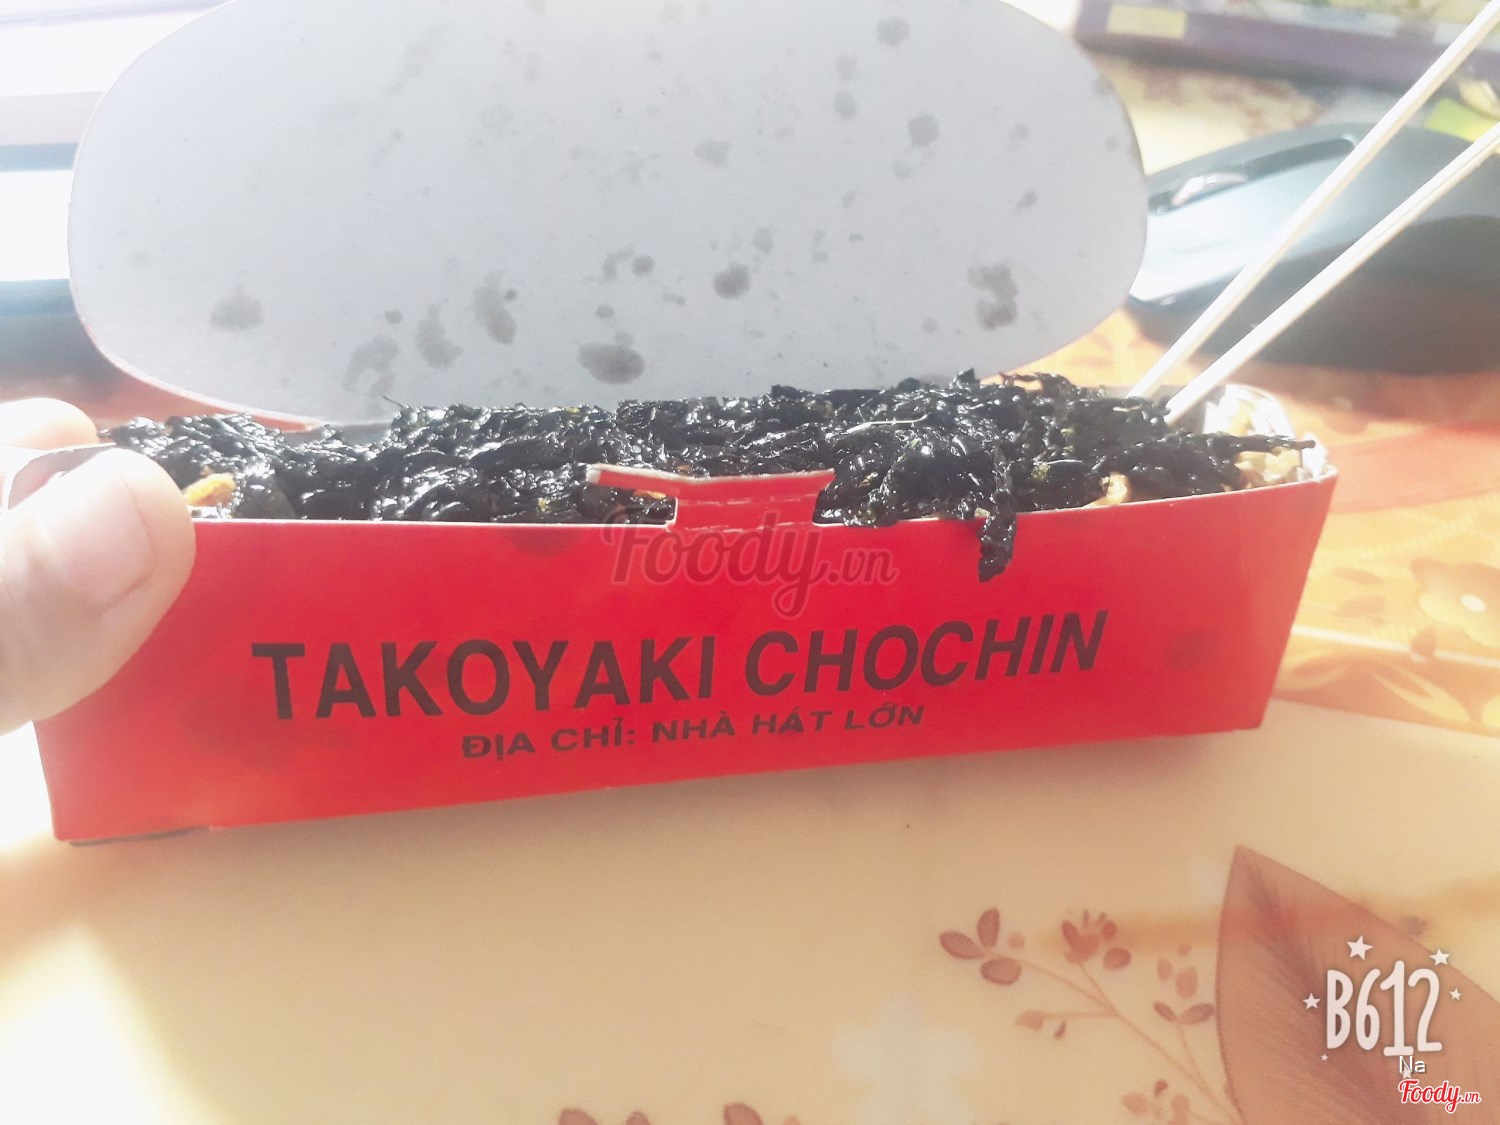 Foody.vn
TAKOYAKI CHOCHIN
ĐỊA CHỈ: NHÀ HÁT LỚN
B612
Na
Foody.vn